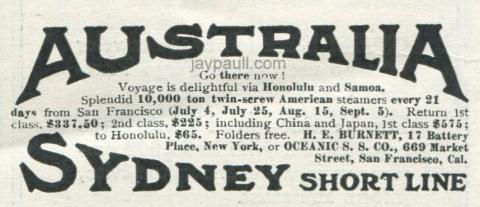 AUSTRALIA
jaypaull.com
Go there now!
Voyage is delightful via Honolulu and Samoa.
Splendid 10,000 ton twin-screw American steamers every 21
days from San Francisco (July 4, July 25, Aug. 15, Sept. 5). Return 1st
class, $337.50; 2nd class, $225; including China and Japan, 1st class $575;
to Honolulu, $65. Folders free. H. E. BURNETT, 17 Battery
Place, New York, or OCEANIC S. S. CO., 669 Market
Street, San Francisco, Cal.
SYDNEY SHORT LINE